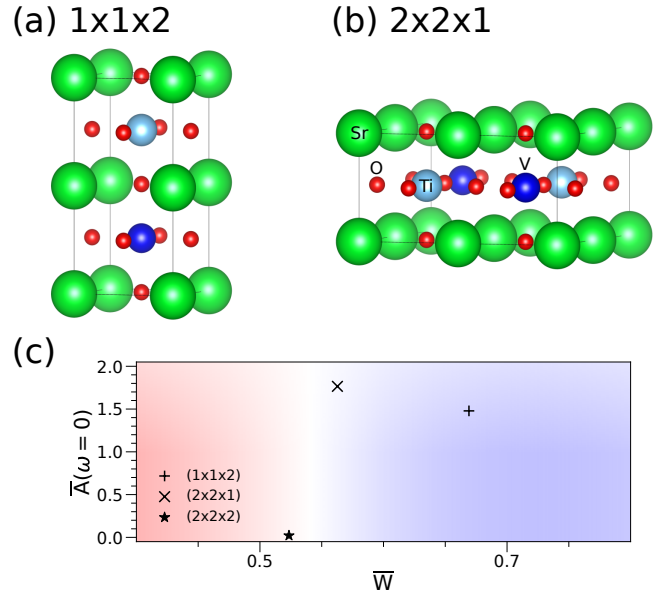 (a) 1x1x2
(b) 2x2x1
Sr
O
Ti
V
(c)
2.0
1.5
1.0
0.5
0.0
A̅(ω = 0)
(1x1x2)
(2x2x1)
(2x2x2)
0.5
0.7
W̅